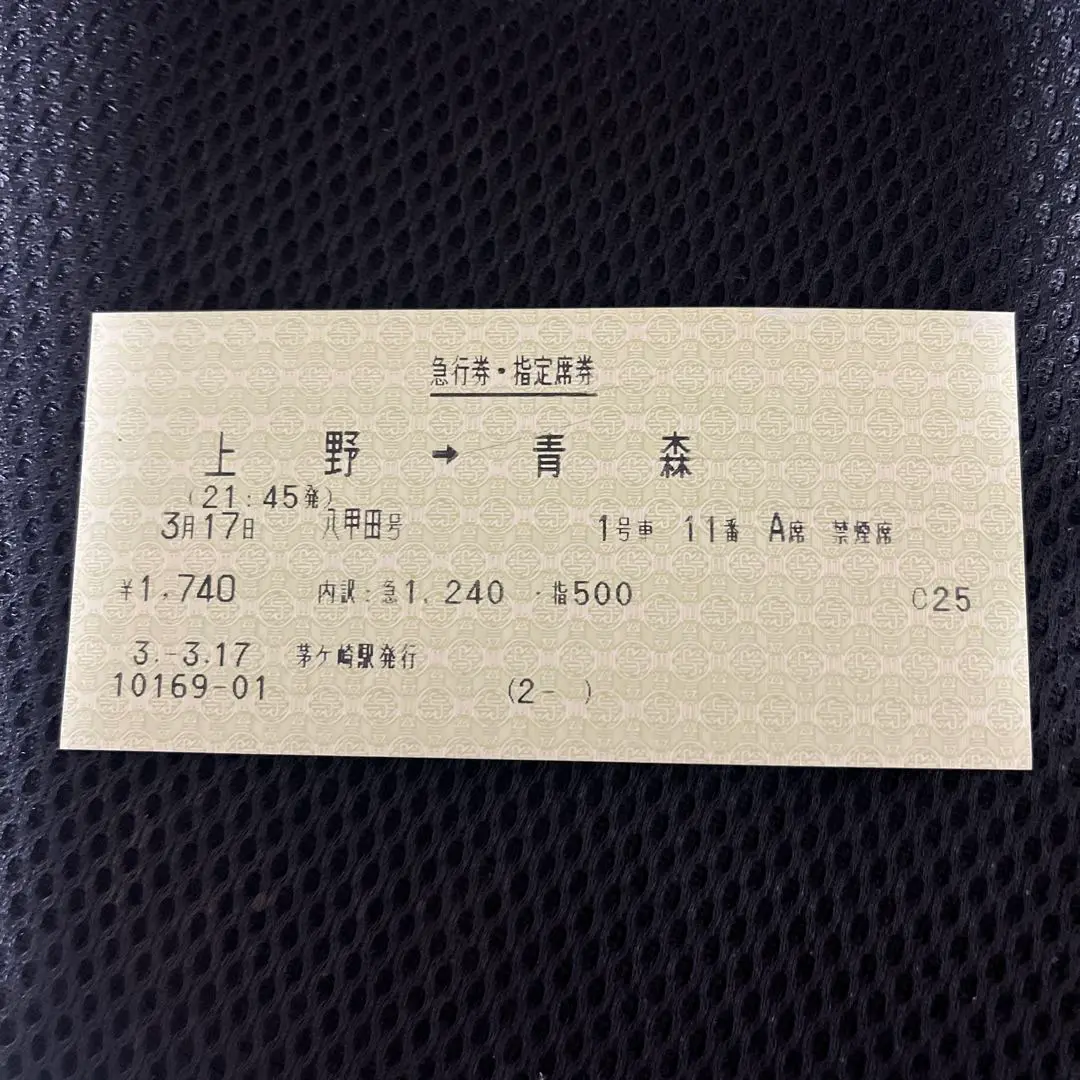 急行券・指定席券
上野→青森
(21:45発)
3月17日 八甲田号 1号車 11番 A席 禁煙席
¥1,740 内訳:急1,240・指500 C25
3.-3.17 茅ケ崎駅発行
10169-01 (2- )